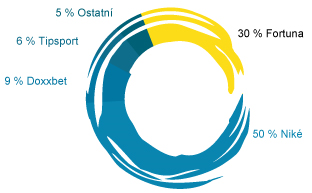 5 % Ostatní
30 % Fortuna
6 % Tipsport
9 % Doxxbet
50 % Niké